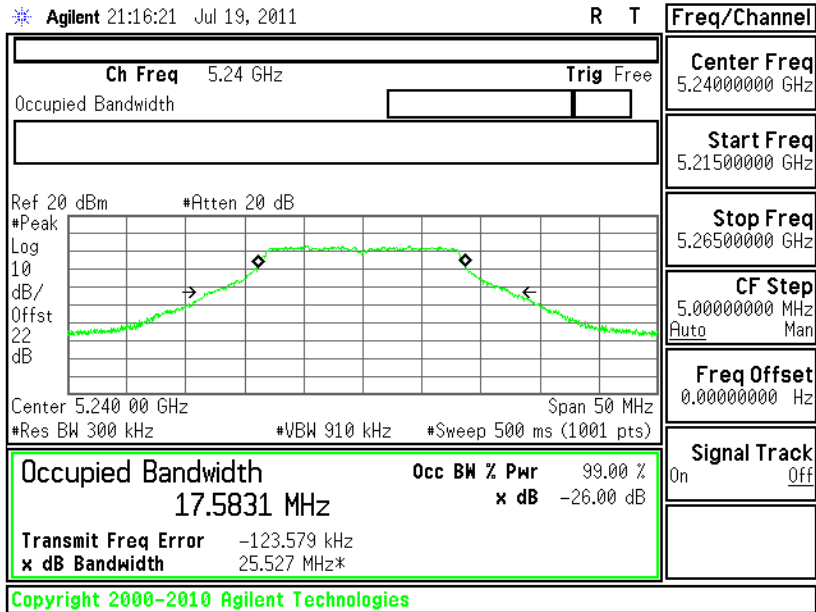 Agilent 21:16:21 Jul 19, 2011 R T
Freq/Channel
Ch Freq 5.24 GHz Trig Free
Occupied Bandwidth
Center Freq
5.24000000 GHz
Start Freq
5.21500000 GHz
Stop Freq
5.26500000 GHz
CF Step
5.00000000 MHz
Auto Man
Freq Offset
0.00000000 Hz
Signal Track
On Off
Ref 20 dBm #Atten 20 dB
#Peak
Log
10
dB/
Offst
22
dB
Center 5.240 00 GHz Span 50 MHz
#Res BW 300 kHz #VBW 910 kHz #Sweep 500 ms (1001 pts)
Occupied Bandwidth Occ BW % Pwr 99.00 %
17.5831 MHz x dB -26.00 dB
Transmit Freq Error -123.579 kHz
x dB Bandwidth 25.527 MHz*
Copyright 2000-2010 Agilent Technologies